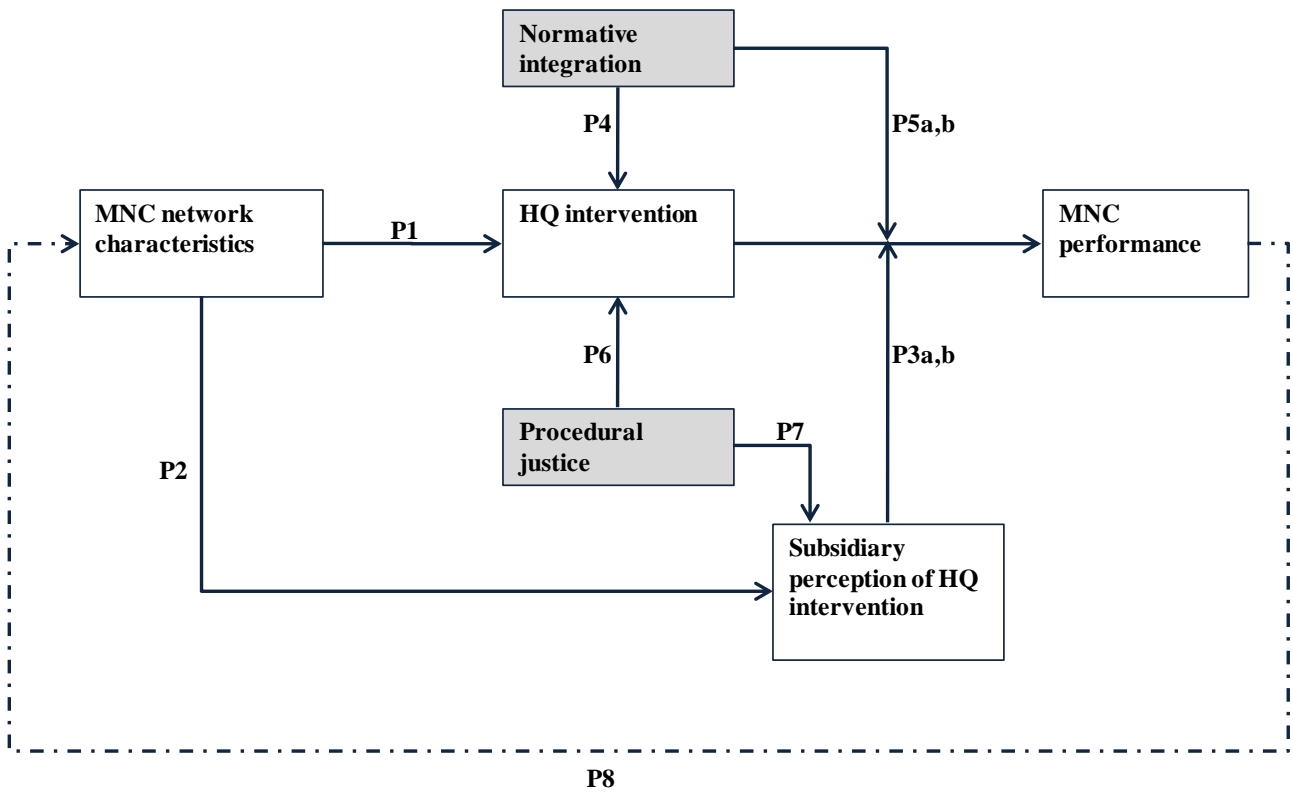 Normative
integration
P4
P5a,b
MNC network
characteristics
P1
HQ intervention
MNC
performance
P6
P3a,b
Procedural
justice
P7
P2
Subsidiary
perception of HQ
intervention
P8